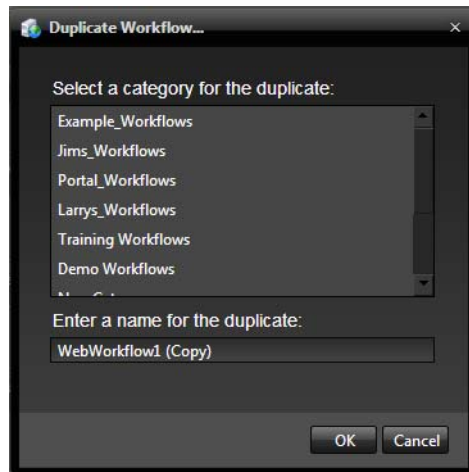 Duplicate Workflow...
Select a category for the duplicate:
Example_Workflows
Jims_Workflows
Portal_Workflows
Larrys_Workflows
Training Workflows
Demo Workflows
Enter a name for the duplicate:
WebWorkflow1 (Copy)
OK Cancel